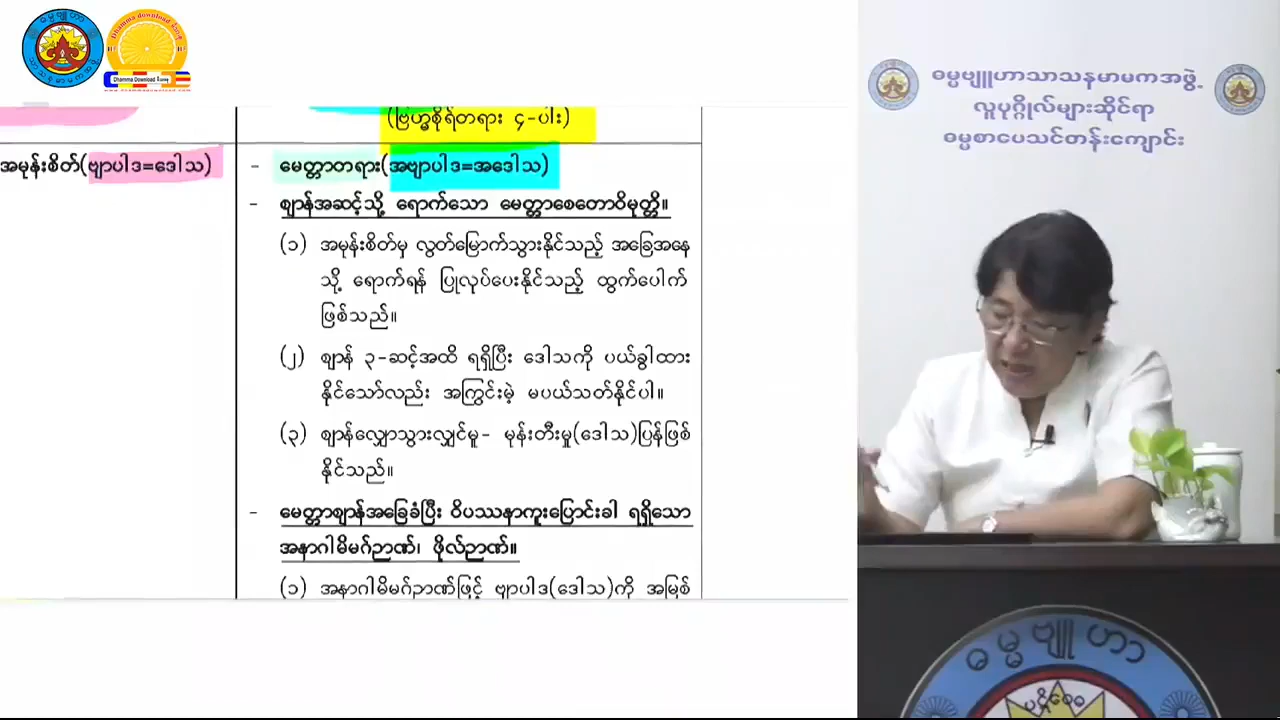 Dhamma download
Dhamma Download
(ဗြဟ္မစိုရ်တရား ၄-ပါး)
အမုန်းစိတ်(ဗျာပါဒ=ဒေါသ)
- မေတ္တာတရား(အဗျာပါဒ=အဒေါသ)
- ဈာန်အဆင့်သို့ ရောက်သော မေတ္တာစေတောဝိမုတ္တိ။
(၁) အမုန်းစိတ်မှ လွတ်မြောက်သွားနိုင်သည့် အခြေအနေ
သို့ ရောက်ရန် ပြုလုပ်ပေးနိုင်သည့် ထွက်ပေါက်
ဖြစ်သည်။
(၂) ဈာန် ၃-ဆင့်အထိ ရရှိပြီး ဒေါသကို ပယ်ခွါထား
နိုင်သော်လည်း အကြွင်းမဲ့ မပယ်သတ်နိုင်ပါ။
(၃) ဈာန်လျှောသွားလျှင်မူ- မုန်းတီးမှု(ဒေါသ)ပြန်ဖြစ်
နိုင်သည်။
- မေတ္တာဈာန်အခြေခံပြီး ဝိပဿနာကူးပြောင်းခါ ရရှိသော
အနာဂါမိမဂ်ဉာဏ်၊ ဖိုလ်ဉာဏ်။
(၁) အနာဂါမိမဂ်ဉာဏ်ဖြင့် ဗျာပါဒ(ဒေါသ)ကို အမြစ်
ဓမ္မဗျူဟာသာသနာမာမကအဖွဲ့
လူပုဂ္ဂိုလ်များဆိုင်ရာ
ဓမ္မစာပေသင်တန်းကျောင်း
ဓမ္မဗျူဟာ